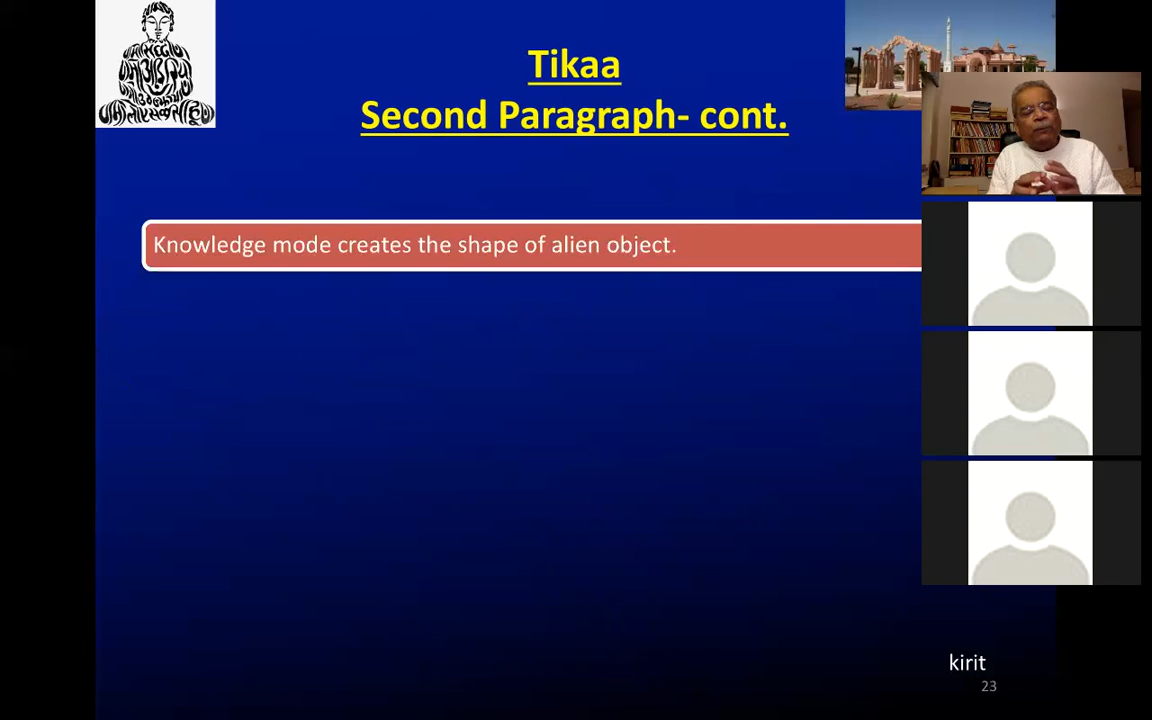 Tikaa
Second Paragraph- cont.
Knowledge mode creates the shape of alien object.
kirit
23